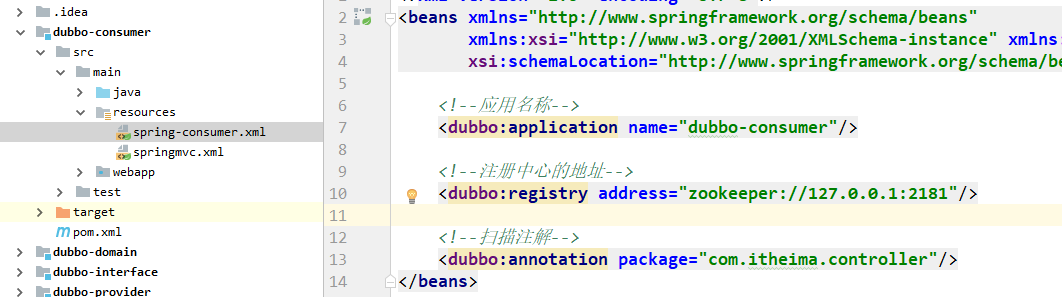 .idea
dubbo-consumer
src
main
java
resources
spring-consumer.xml
springmvc.xml
webapp
test
target
pom.xml
dubbo-domain
dubbo-interface
dubbo-provider
2 <beans xmlns="http://www.springframework.org/schema/beans"
3 xmlns:xsi="http://www.w3.org/2001/XMLSchema-instance" xmlns:
4 xsi:schemaLocation="http://www.springframework.org/schema/be
5
6 <!--应用名称-->
7 <dubbo:application name="dubbo-consumer"/>
8
9 <!--注册中心的地址-->
10 <dubbo:registry address="zookeeper://127.0.0.1:2181"/>
11
12 <!--扫描注解-->
13 <dubbo:annotation package="com.itheima.controller"/>
14 </beans>